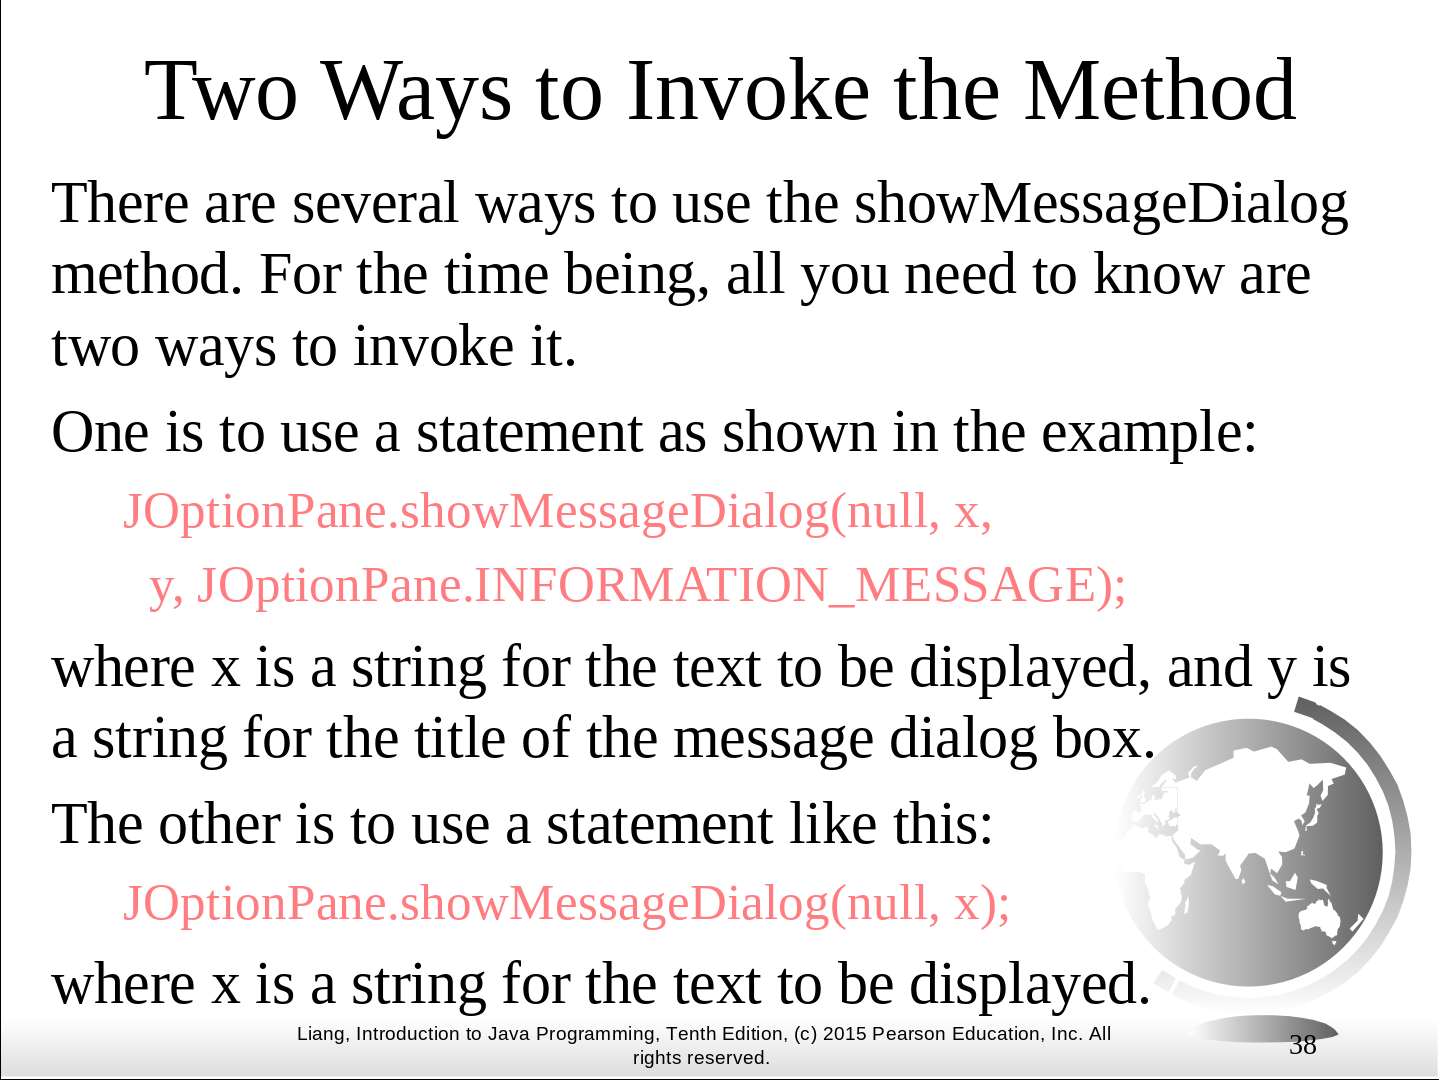 Two Ways to Invoke the Method
There are several ways to use the showMessageDialog
method. For the time being, all you need to know are
two ways to invoke it.
One is to use a statement as shown in the example:
JOptionPane.showMessageDialog(null, x,
y, JOptionPane.INFORMATION_MESSAGE);
where x is a string for the text to be displayed, and y is
a string for the title of the message dialog box.
The other is to use a statement like this:
JOptionPane.showMessageDialog(null, x);
where x is a string for the text to be displayed.
Liang, Introduction to Java Programming, Tenth Edition, (c) 2015 Pearson Education, Inc. All
rights reserved.
38